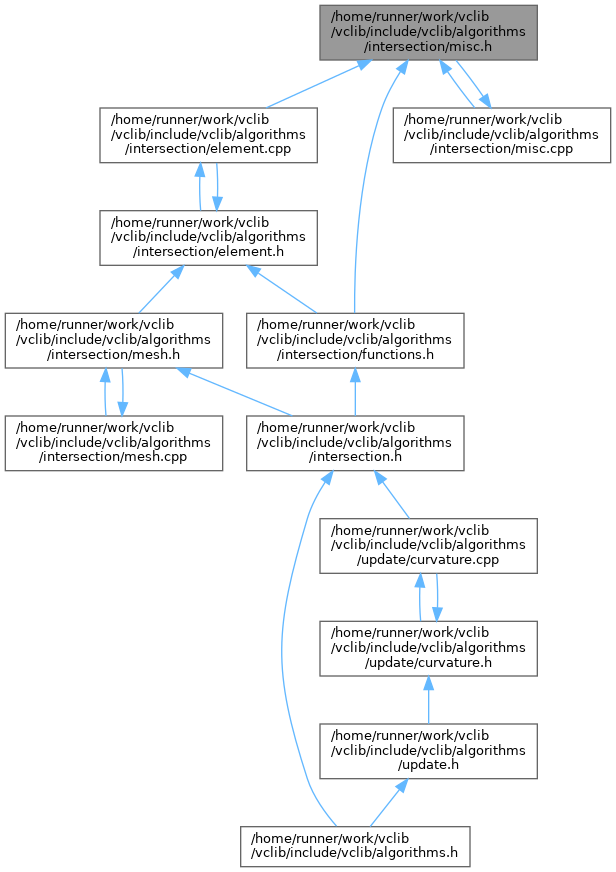 /home/runner/work/vclib
/vclib/include/vclib/algorithms
/intersection/misc.h
/home/runner/work/vclib
/vclib/include/vclib/algorithms
/intersection/element.cpp
/home/runner/work/vclib
/vclib/include/vclib/algorithms
/intersection/misc.cpp
/home/runner/work/vclib
/vclib/include/vclib/algorithms
/intersection/element.h
/home/runner/work/vclib
/vclib/include/vclib/algorithms
/intersection/mesh.h
/home/runner/work/vclib
/vclib/include/vclib/algorithms
/intersection/functions.h
/home/runner/work/vclib
/vclib/include/vclib/algorithms
/intersection/mesh.cpp
/home/runner/work/vclib
/vclib/include/vclib/algorithms
/intersection.h
/home/runner/work/vclib
/vclib/include/vclib/algorithms
/update/curvature.cpp
/home/runner/work/vclib
/vclib/include/vclib/algorithms
/update/curvature.h
/home/runner/work/vclib
/vclib/include/vclib/algorithms
/update.h
/home/runner/work/vclib
/vclib/include/vclib/algorithms.h